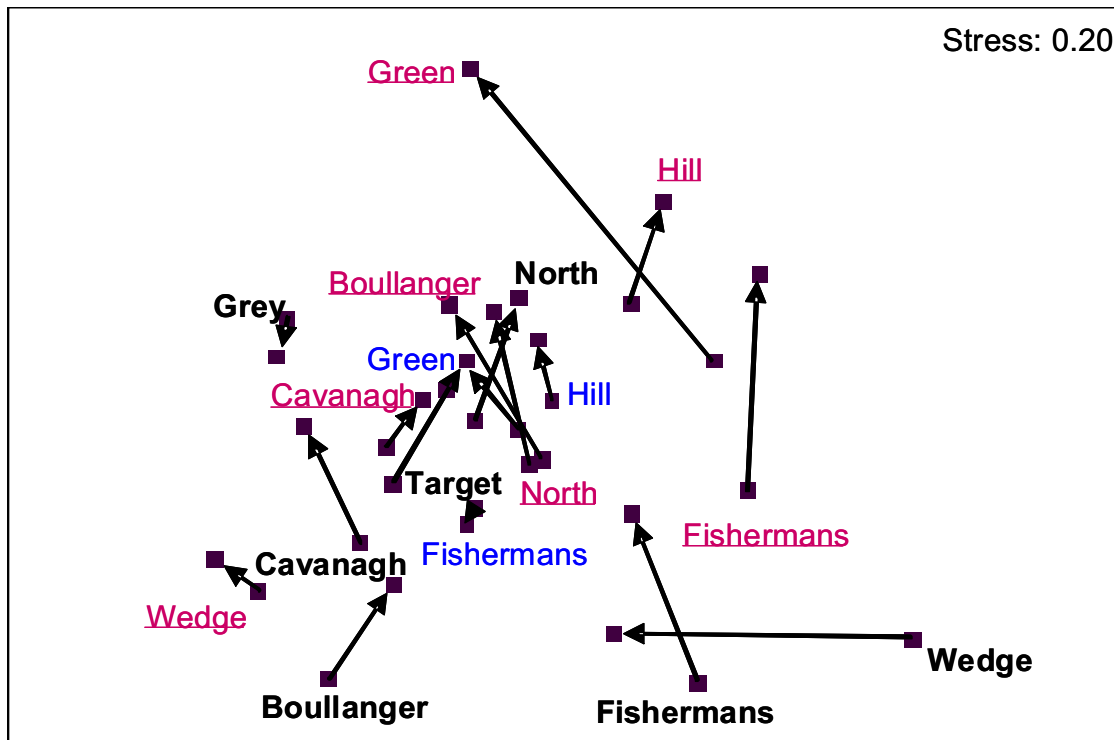 Stress: 0.20
Green
Hill
North
Boullanger
Grey
Green
Cavanagh
Hill
Target
North
Fishermans
Fishermans
Cavanagh
Wedge
Wedge
Boullanger
Fishermans